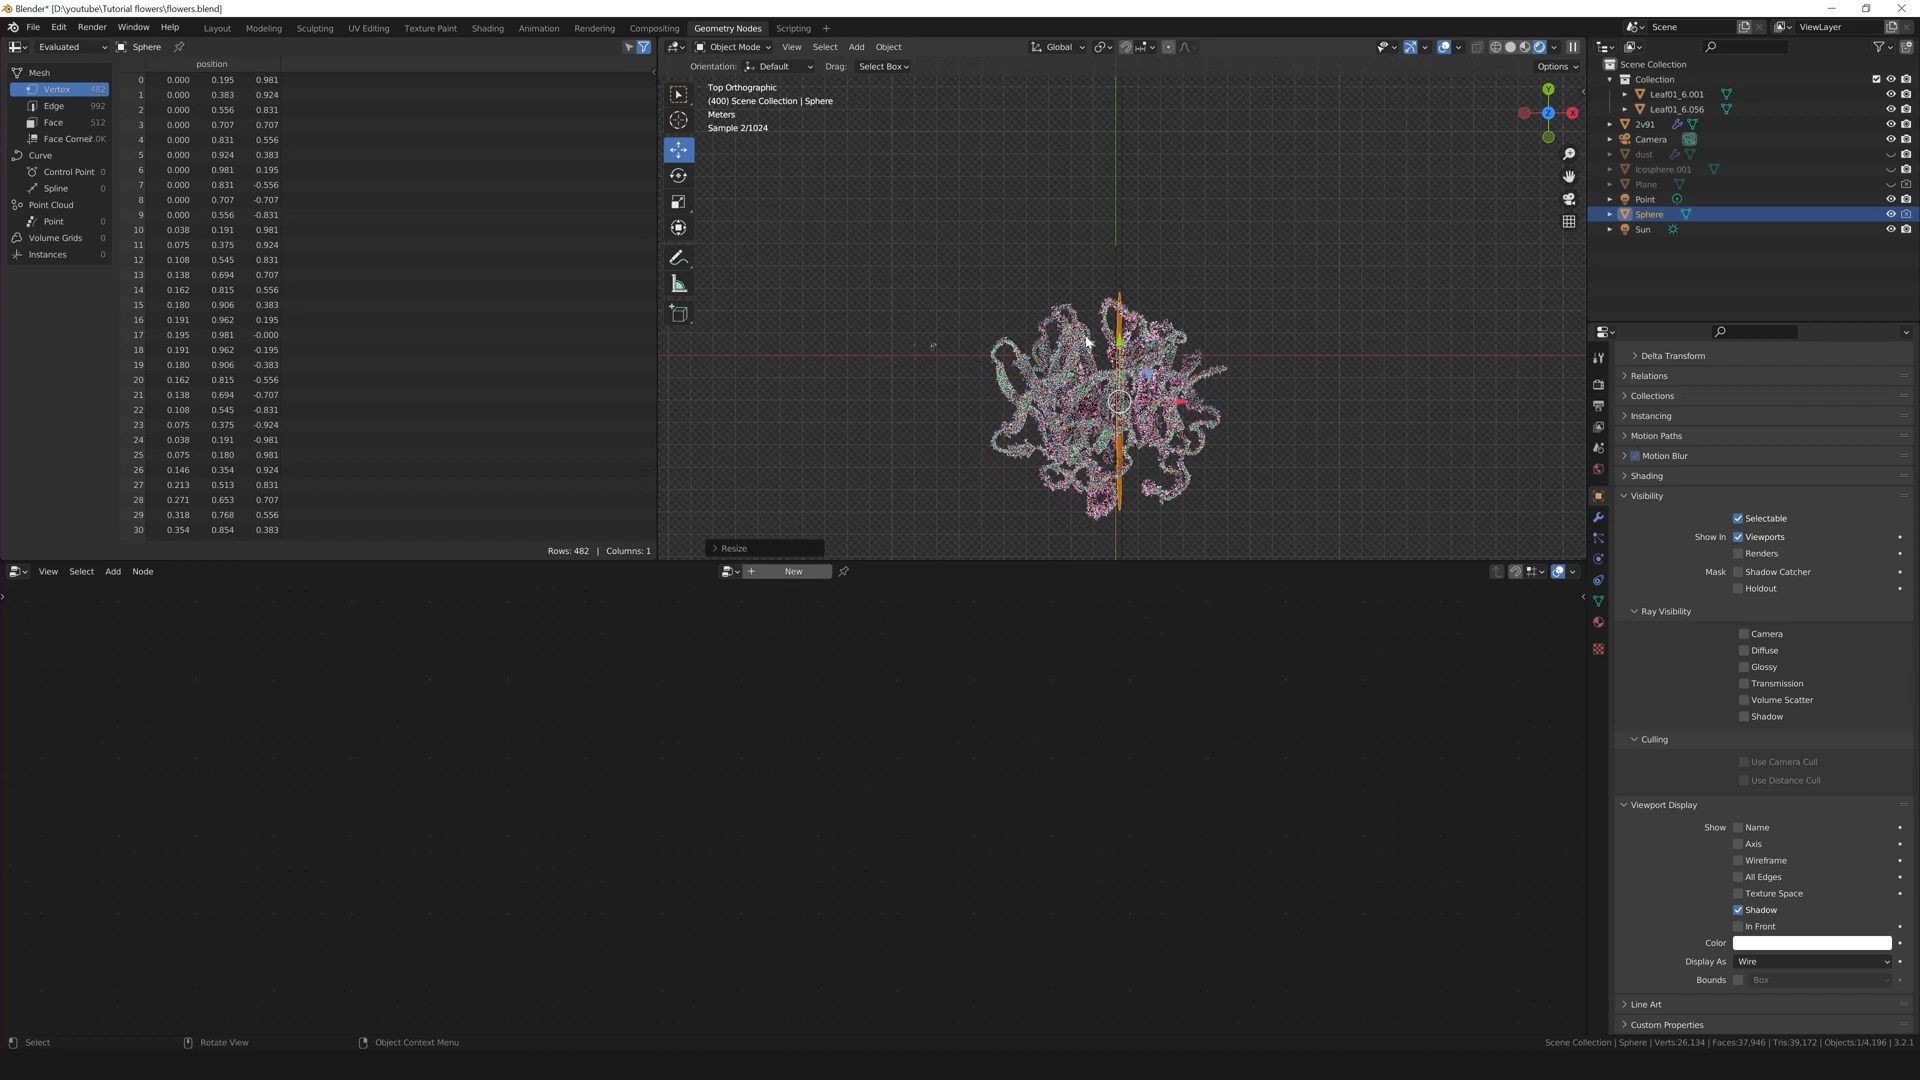 Blender* [D:\youtube\Tutorial flowers\flowers.blend]
File Edit Render Window Help Layout Modeling Sculpting UV Editing Texture Paint Shading Animation Rendering Compositing Geometry Nodes Scripting + Scene ViewLayer
Evaluated Sphere
position
Mesh
Vertex 482
Edge 992
Face 512
Face Corner 2.0K
Curve
Control Point 0
Spline 0
Point Cloud
Point 0
Volume Grids 0
Instances 0
0 0.000 0.195 0.981
1 0.000 0.383 0.924
2 0.000 0.556 0.831
3 0.000 0.707 0.707
4 0.000 0.831 0.556
5 0.000 0.924 0.383
6 0.000 0.981 0.195
7 0.000 0.831 -0.556
8 0.000 0.707 -0.707
9 0.000 0.556 -0.831
10 0.038 0.191 0.981
11 0.075 0.375 0.924
12 0.108 0.545 0.831
13 0.138 0.694 0.707
14 0.162 0.815 0.556
15 0.180 0.906 0.383
16 0.191 0.962 0.195
17 0.195 0.981 -0.000
18 0.191 0.962 -0.195
19 0.180 0.906 -0.383
20 0.162 0.815 -0.556
21 0.138 0.694 -0.707
22 0.108 0.545 -0.831
23 0.075 0.375 -0.924
24 0.038 0.191 -0.981
25 0.075 0.180 0.981
26 0.146 0.354 0.924
27 0.213 0.513 0.831
28 0.271 0.653 0.707
29 0.318 0.768 0.556
30 0.354 0.854 0.383
Rows: 482 | Columns: 1
Object Mode View Select Add Object Global
Orientation: Default Drag: Select Box Options
Top Orthographic
(400) Scene Collection | Sphere
Meters
Sample 2/1024
Y
X
Z
Resize
View Select Add Node + New
Scene Collection
Collection
Leaf01_6.001
Leaf01_6.056
2v91
Camera
dust
Icosphere.001
Plane
Point
Sphere
Sun
Delta Transform
Relations
Collections
Instancing
Motion Paths
Motion Blur
Shading
Visibility
Selectable
Show In Viewports
Renders
Mask Shadow Catcher
Holdout
Ray Visibility
Camera
Diffuse
Glossy
Transmission
Volume Scatter
Shadow
Culling
Use Camera Cull
Use Distance Cull
Viewport Display
Show Name
Axis
Wireframe
All Edges
Texture Space
Shadow
In Front
Color
Display As Wire
Bounds Box
Line Art
Custom Properties
Select Rotate View Object Context Menu
Scene Collection | Sphere | Verts:26,134 | Faces:37,946 | Tris:39,172 | Objects:1/4,196 | 3.2.1